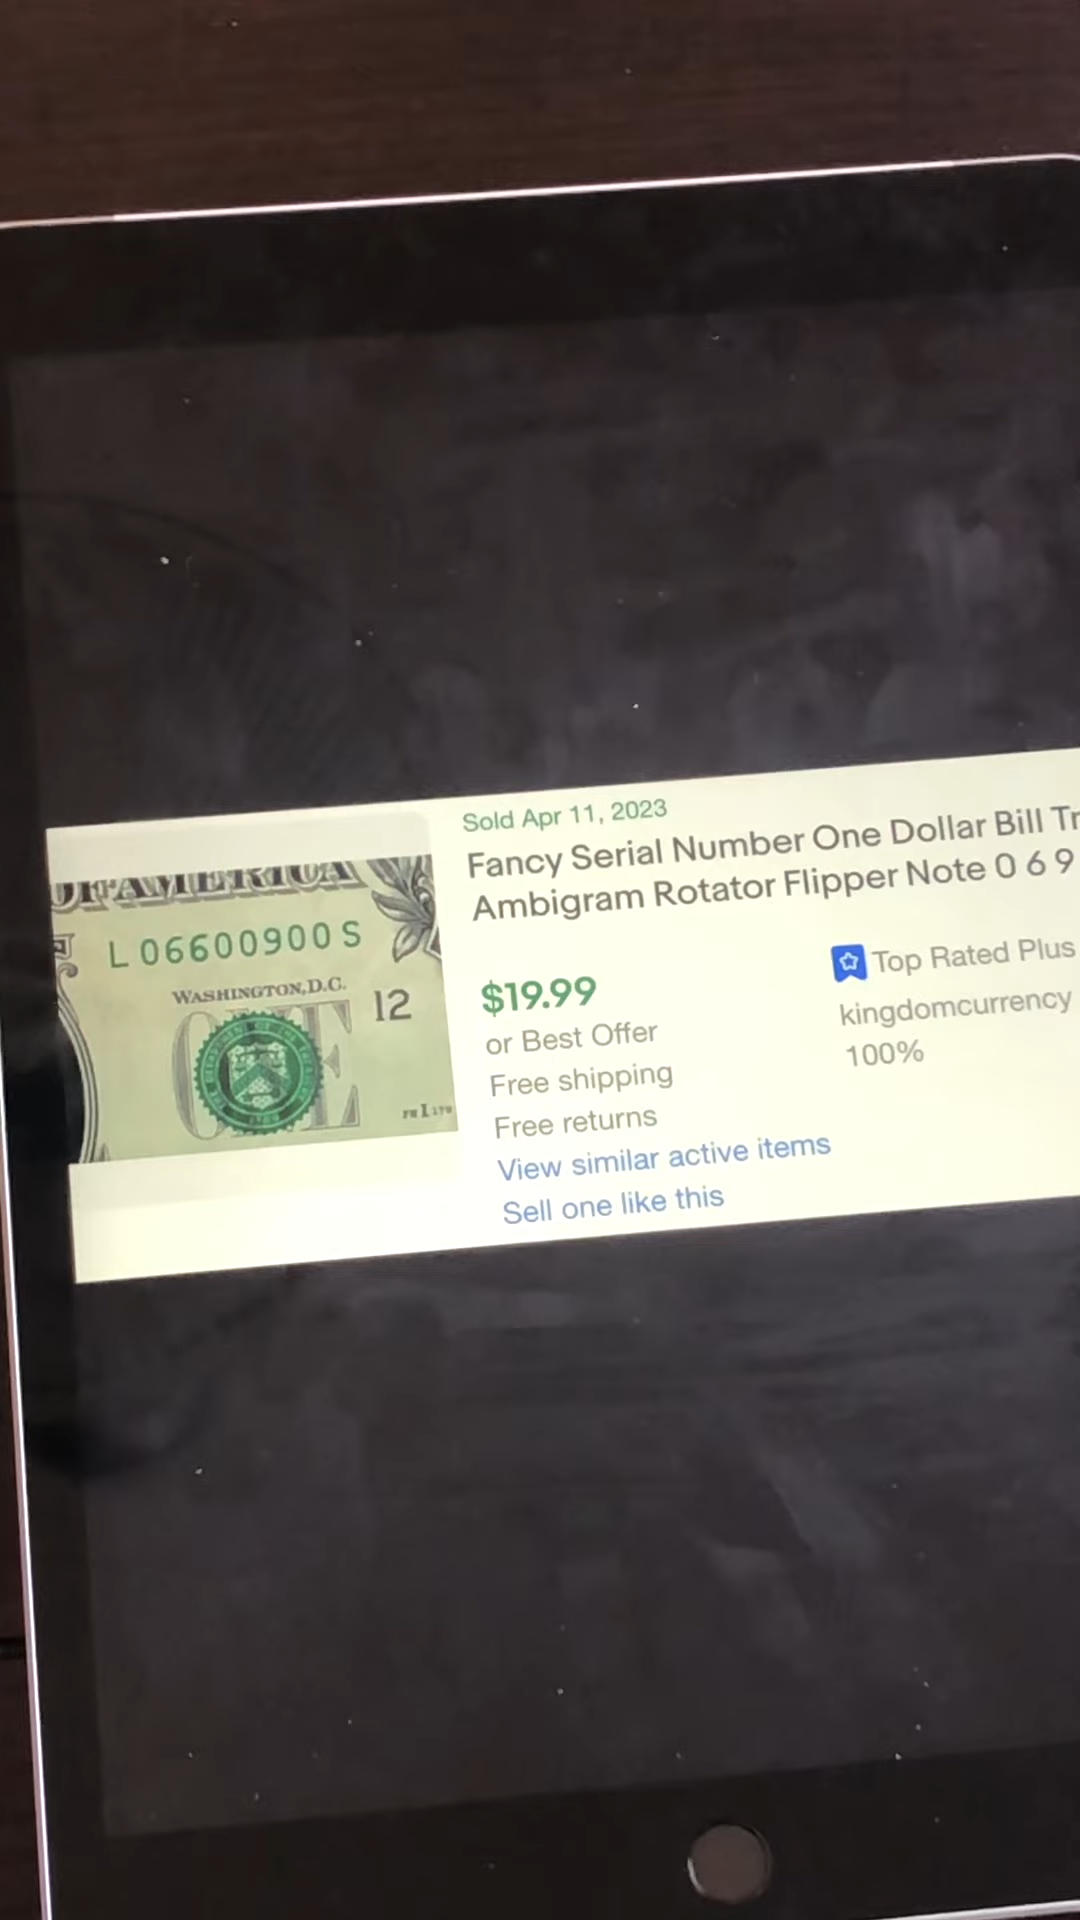 Sold Apr 11, 2023
Fancy Serial Number One Dollar Bill Tr
Ambigram Rotator Flipper Note 0 6 9
OF AMERICA
L 06600900 S
WASHINGTON, D.C.
12
ONE
$19.99
or Best Offer
Free shipping
Free returns
View similar active items
Sell one like this
Top Rated Plus
kingdomcurrency
100%